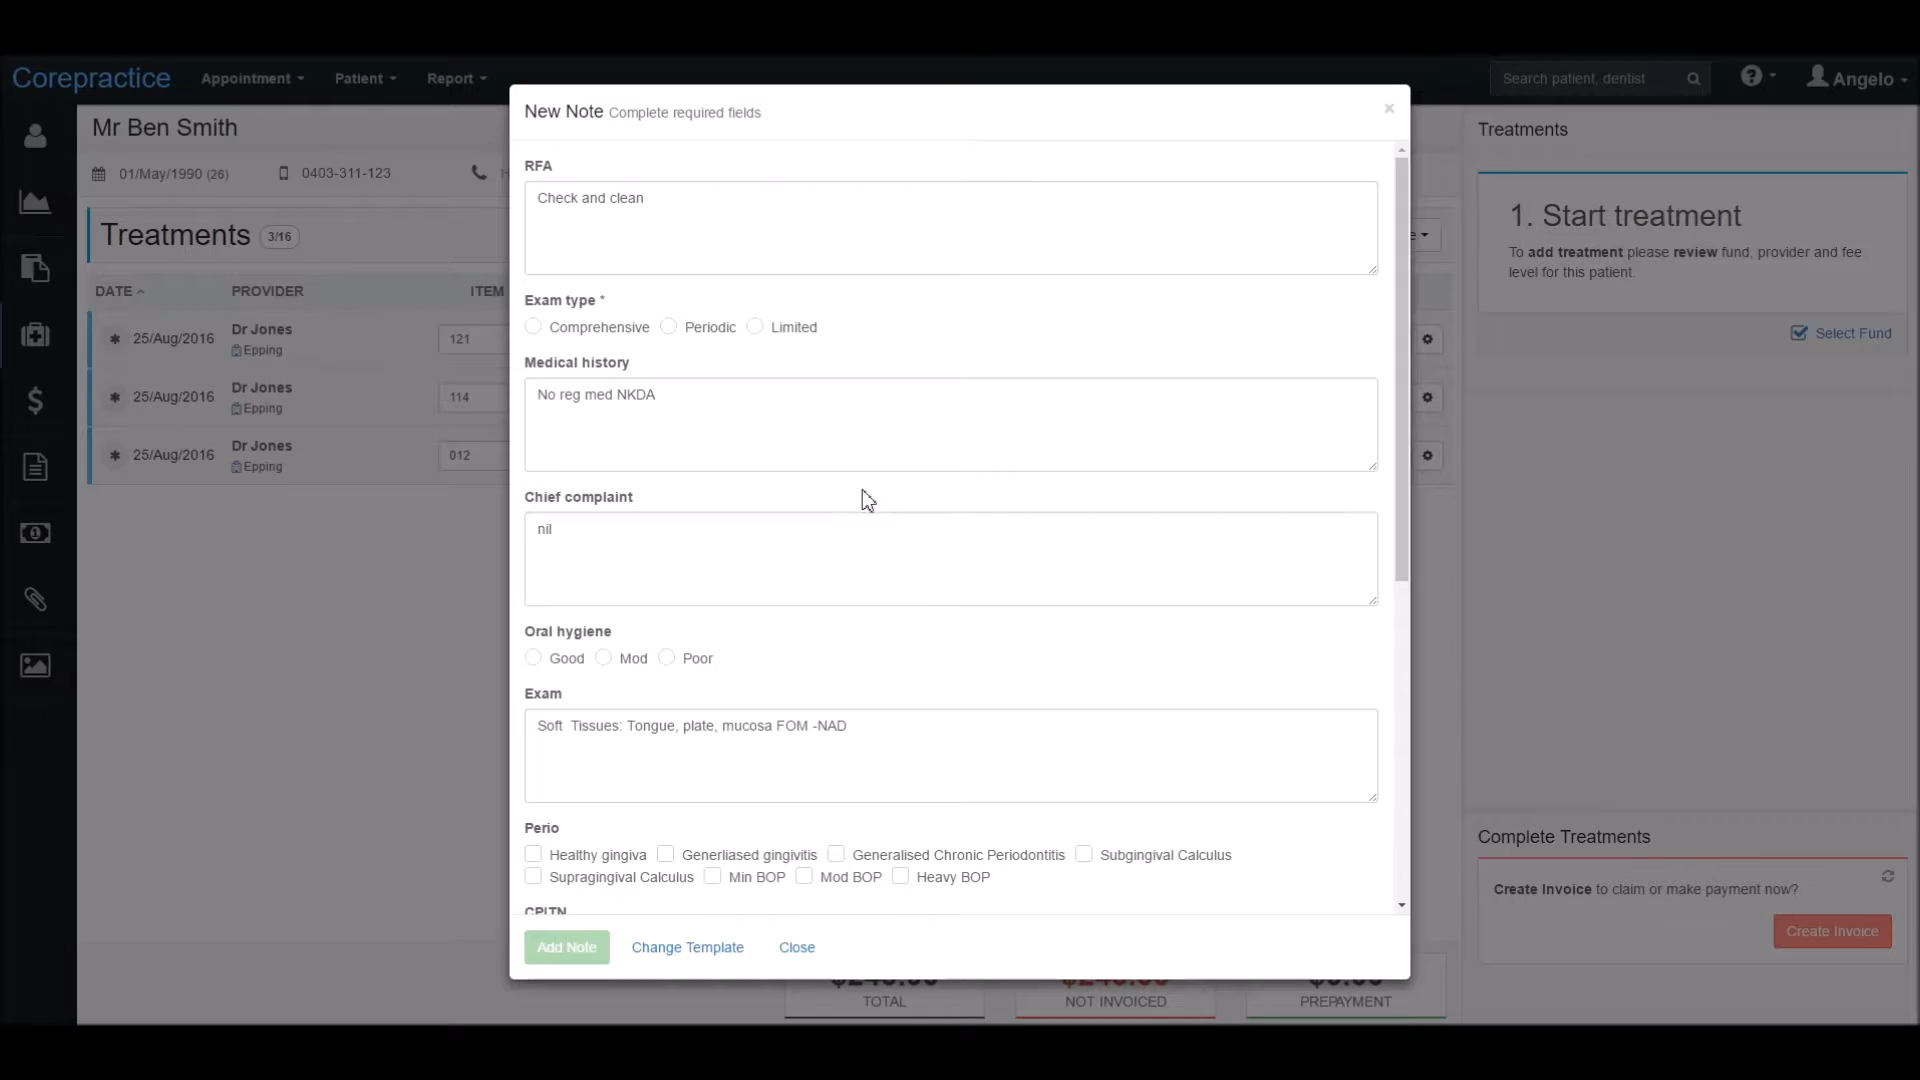 Corepractice Appointment Patient Report Search patient, dentist Angelo
Mr Ben Smith
01/May/1990 (26) 0403-311-123
Treatments 3/16
DATE PROVIDER ITEM
25/Aug/2016 Dr Jones 121
Epping
25/Aug/2016 Dr Jones 114
Epping
25/Aug/2016 Dr Jones 012
Epping
New Note Complete required fields ×
RFA
Check and clean
Exam type *
Comprehensive Periodic Limited
Medical history
No reg med NKDA
Chief complaint
nil
Oral hygiene
Good Mod Poor
Exam
Soft Tissues: Tongue, plate, mucosa FOM -NAD
Perio
Healthy gingiva Generliased gingivitis Generalised Chronic Periodontitis Subgingival Calculus
Supragingival Calculus Min BOP Mod BOP Heavy BOP
CPITN
Add Note Change Template Close
TOTAL NOT INVOICED PREPAYMENT
Treatments
1. Start treatment
To add treatment please review fund, provider and fee
level for this patient.
Select Fund
Complete Treatments
Create Invoice to claim or make payment now?
Create Invoice